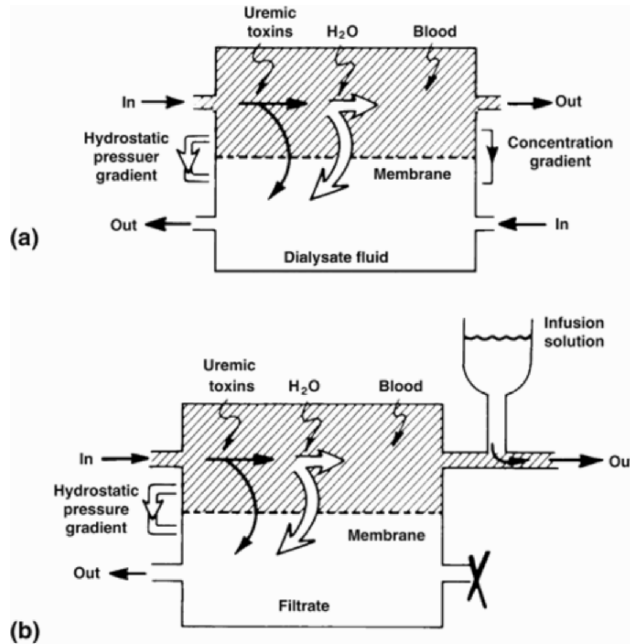 Uremic
toxins
H₂O
Blood
In
Out
Hydrostatic
pressuer
gradient
Concentration
gradient
Membrane
Out
In
(a)
Dialysate fluid
Infusion
solution
Uremic
toxins
H₂O
Blood
In
Ou
Hydrostatic
pressure
gradient
Membrane
Out
Filtrate
(b)